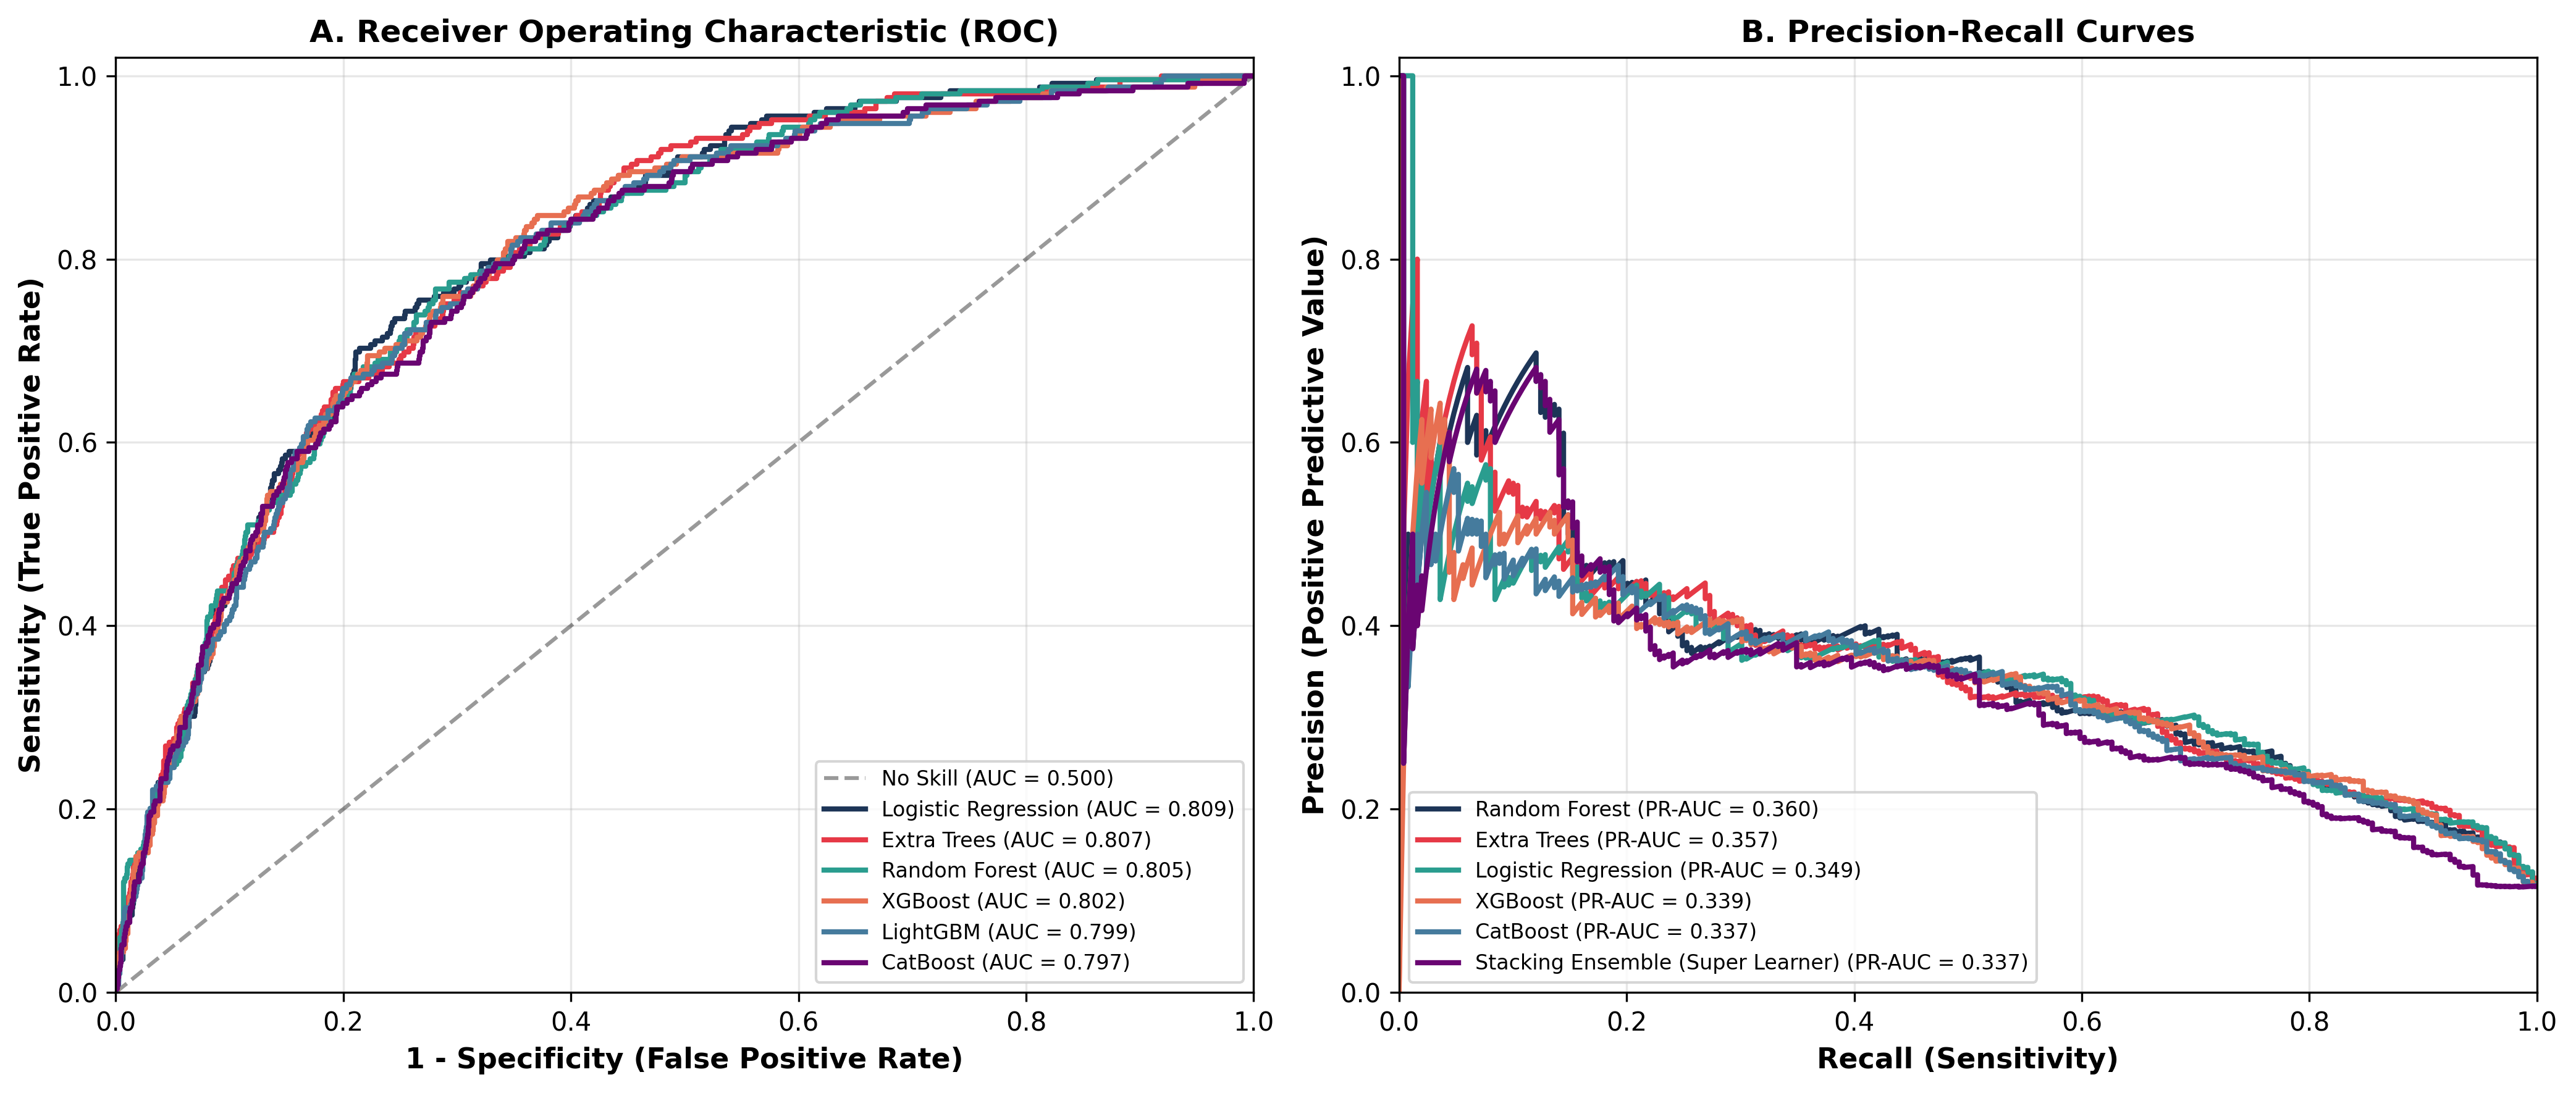 A. Receiver Operating Characteristic (ROC)
Sensitivity (True Positive Rate)
1.0
0.8
0.6
0.4
0.2
0.0
No Skill (AUC = 0.500)
Logistic Regression (AUC = 0.809)
Extra Trees (AUC = 0.807)
Random Forest (AUC = 0.805)
XGBoost (AUC = 0.802)
LightGBM (AUC = 0.799)
CatBoost (AUC = 0.797)
0.0 0.2 0.4 0.6 0.8 1.0
1 - Specificity (False Positive Rate)
B. Precision-Recall Curves
Precision (Positive Predictive Value)
1.0
0.8
0.6
0.4
0.2
0.0
Random Forest (PR-AUC = 0.360)
Extra Trees (PR-AUC = 0.357)
Logistic Regression (PR-AUC = 0.349)
XGBoost (PR-AUC = 0.339)
CatBoost (PR-AUC = 0.337)
Stacking Ensemble (Super Learner) (PR-AUC = 0.337)
0.0 0.2 0.4 0.6 0.8 1.0
Recall (Sensitivity)